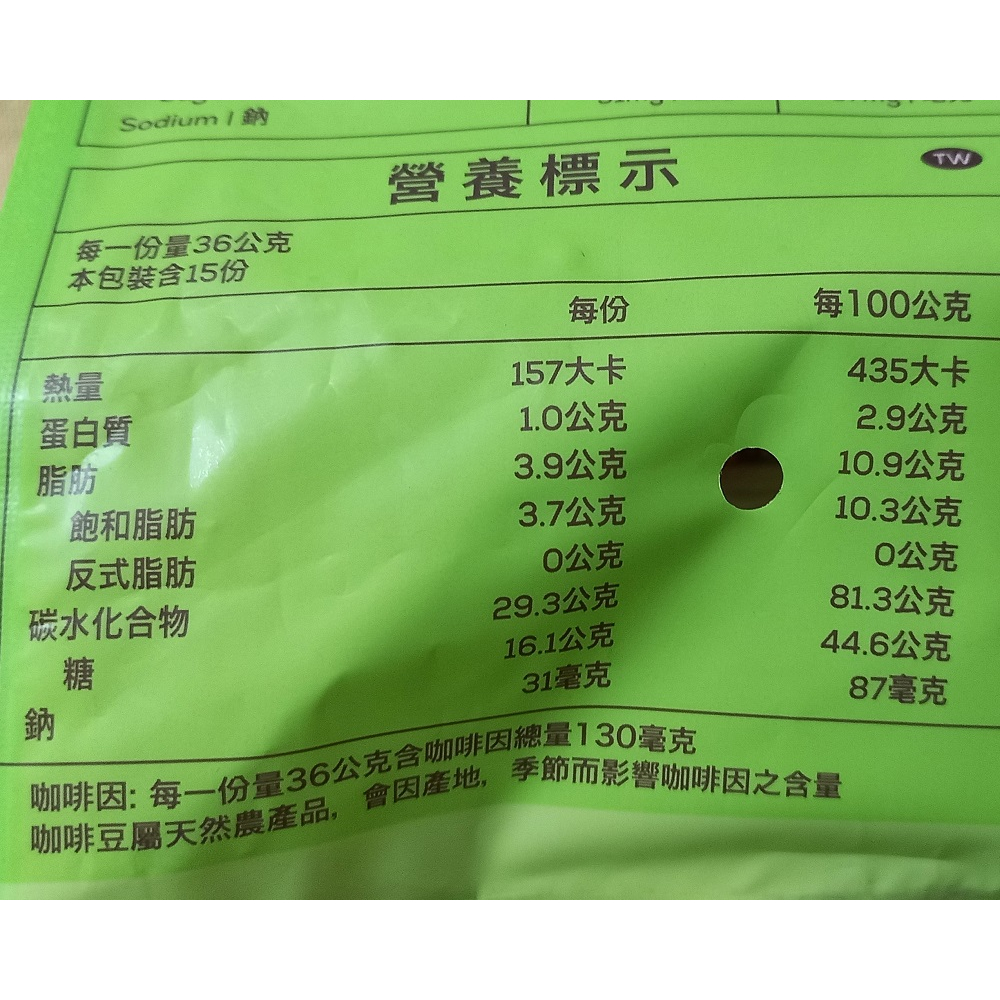 Sodium | 鈉
營養標示
TW
每一份量36公克
本包裝含15份
每份 每100公克
熱量 157大卡 435大卡
蛋白質 1.0公克 2.9公克
脂肪 3.9公克 10.9公克
飽和脂肪 3.7公克 10.3公克
反式脂肪 0公克 0公克
碳水化合物 29.3公克 81.3公克
糖 16.1公克 44.6公克
鈉 31毫克 87毫克
咖啡因: 每一份量36公克含咖啡因總量130毫克
咖啡豆屬天然農產品, 會因產地, 季節而影響咖啡因之含量